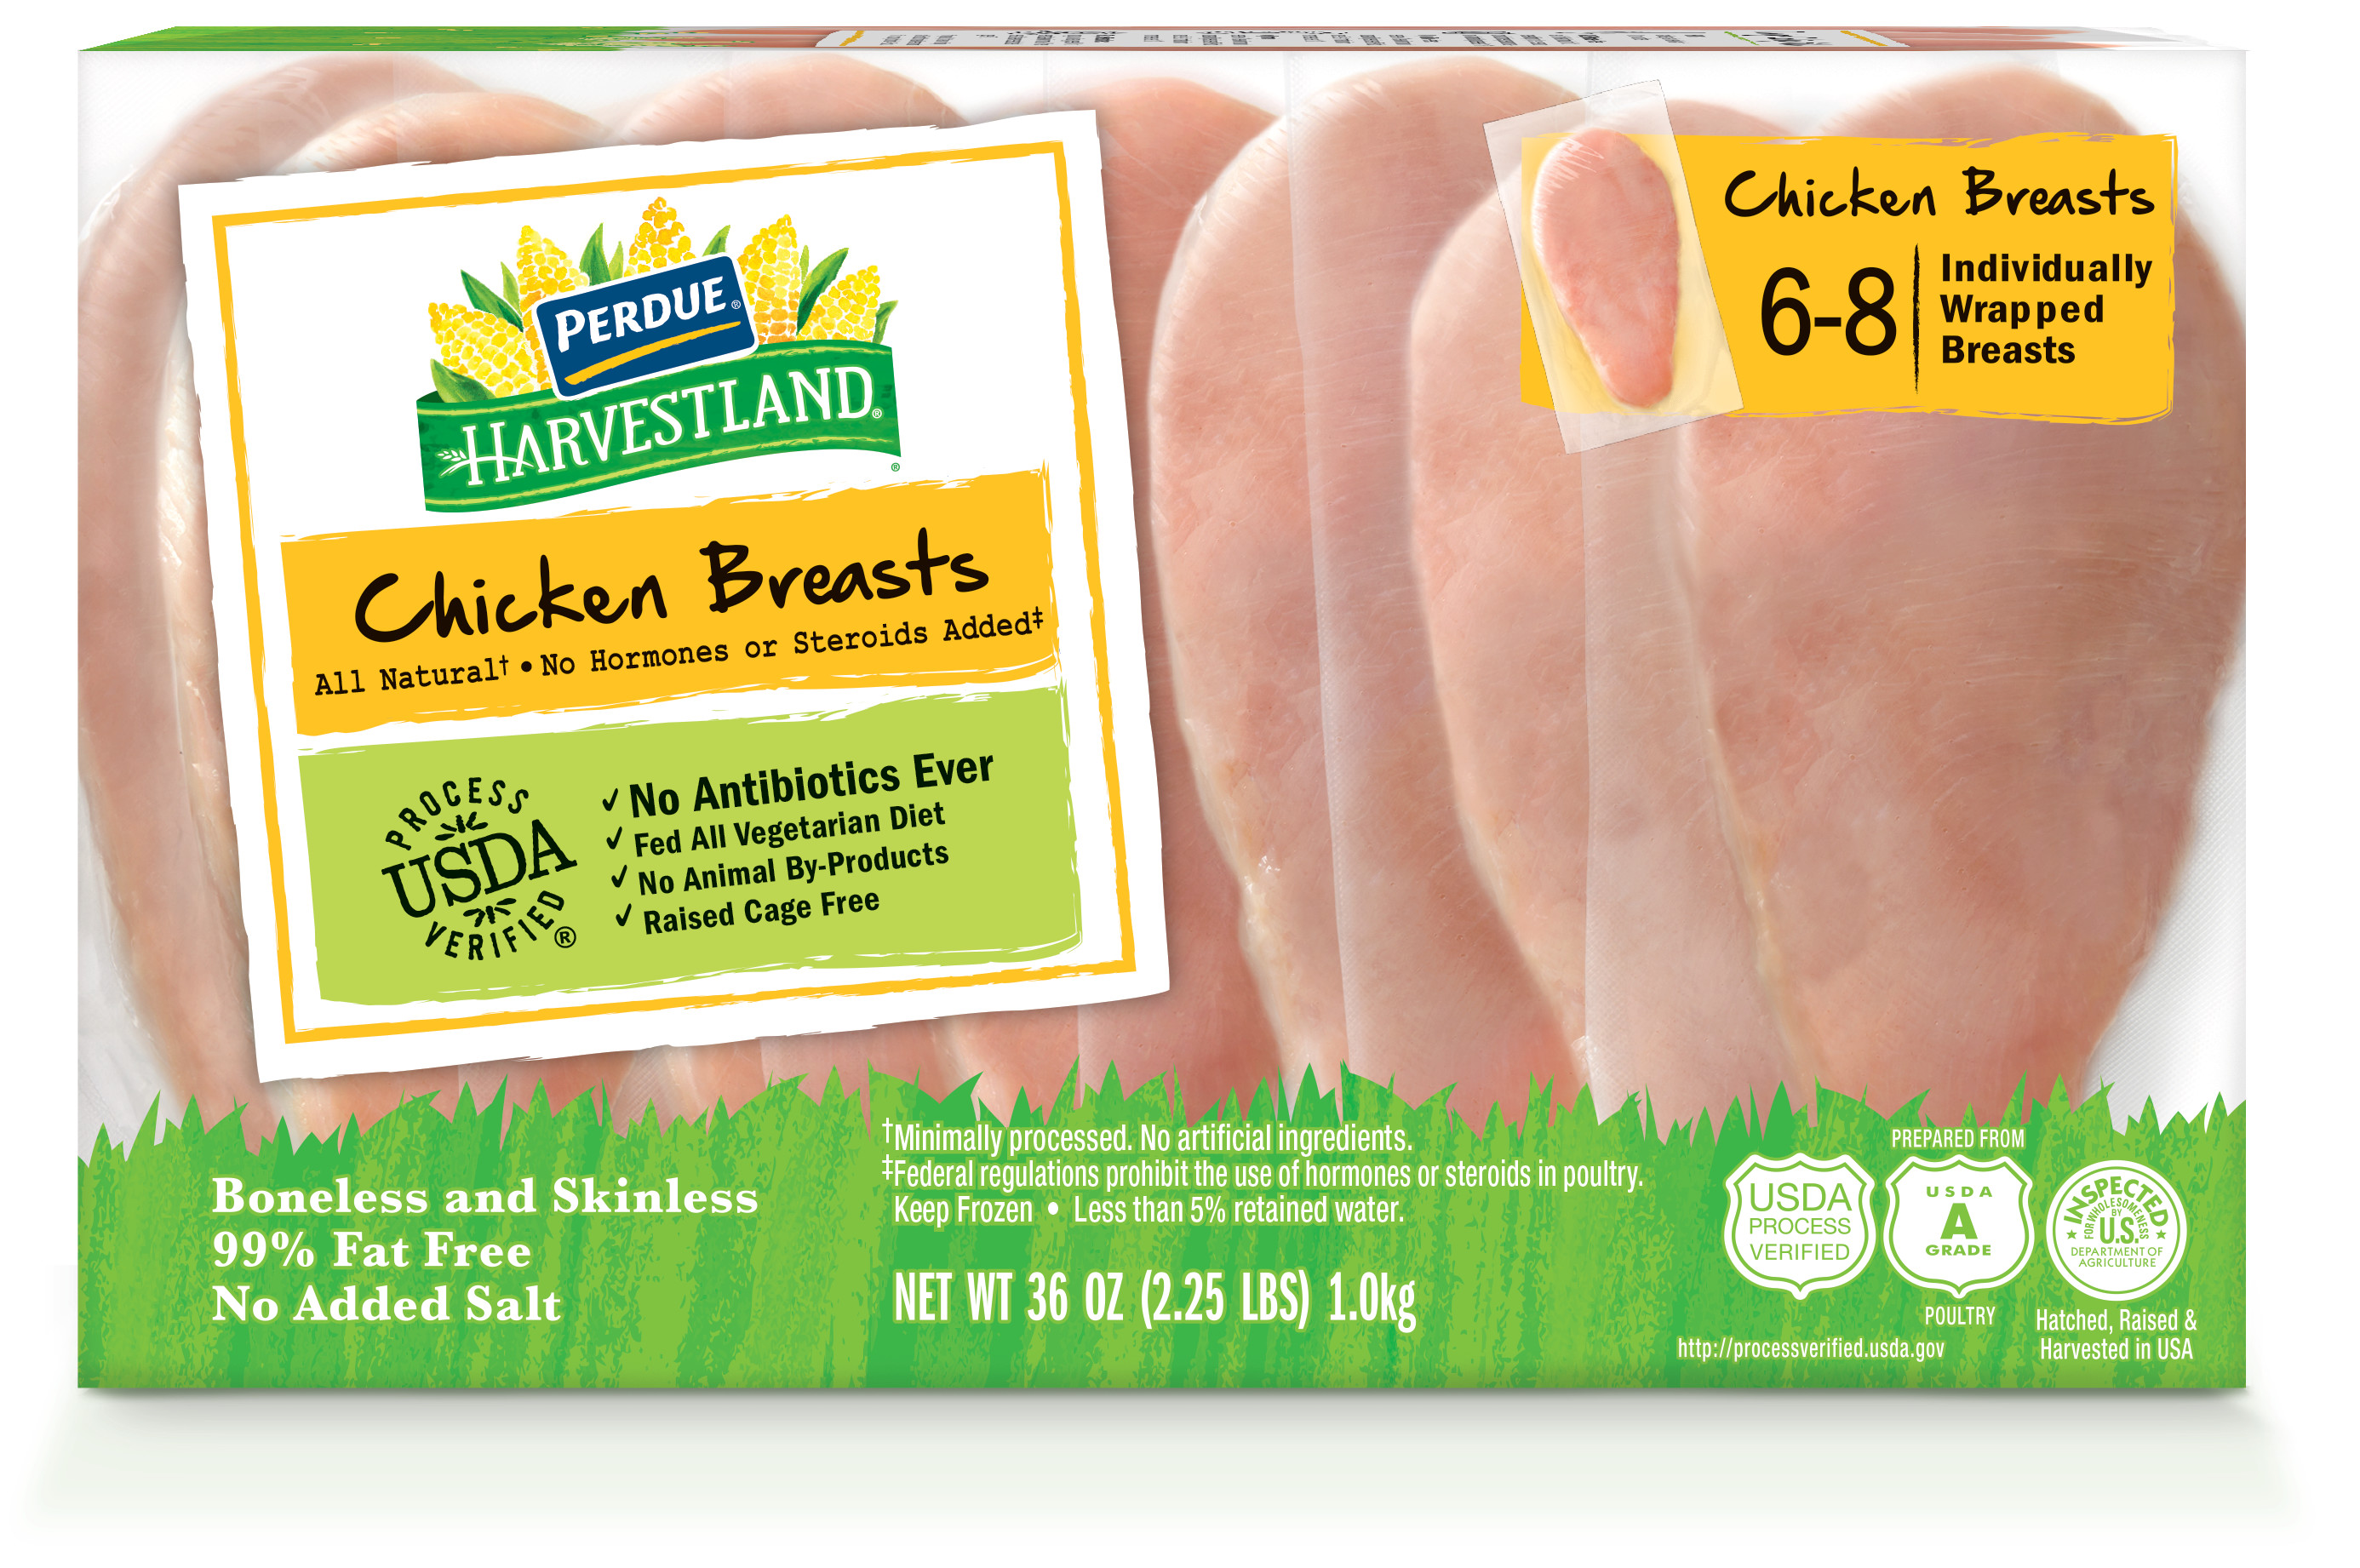 PERDUE®
HARVESTLAND®
®
Chicken Breasts
All Natural† • No Hormones or Steroids Added‡
PROCESS
USDA
VERIFIED®
✓ No Antibiotics Ever
✓ Fed All Vegetarian Diet
✓ No Animal By-Products
✓ Raised Cage Free
Chicken Breasts
6-8
Individually
Wrapped
Breasts
Boneless and Skinless
99% Fat Free
No Added Salt
†Minimally processed. No artificial ingredients.
‡Federal regulations prohibit the use of hormones or steroids in poultry.
Keep Frozen • Less than 5% retained water.
NET WT 36 OZ (2.25 LBS) 1.0kg
USDA
PROCESS
VERIFIED
PREPARED FROM
USDA
A
GRADE
POULTRY
INSPECTED
FOR WHOLESOMENESS
BY
U.S.
DEPARTMENT OF
AGRICULTURE
http://processverified.usda.gov
Hatched, Raised &
Harvested in USA